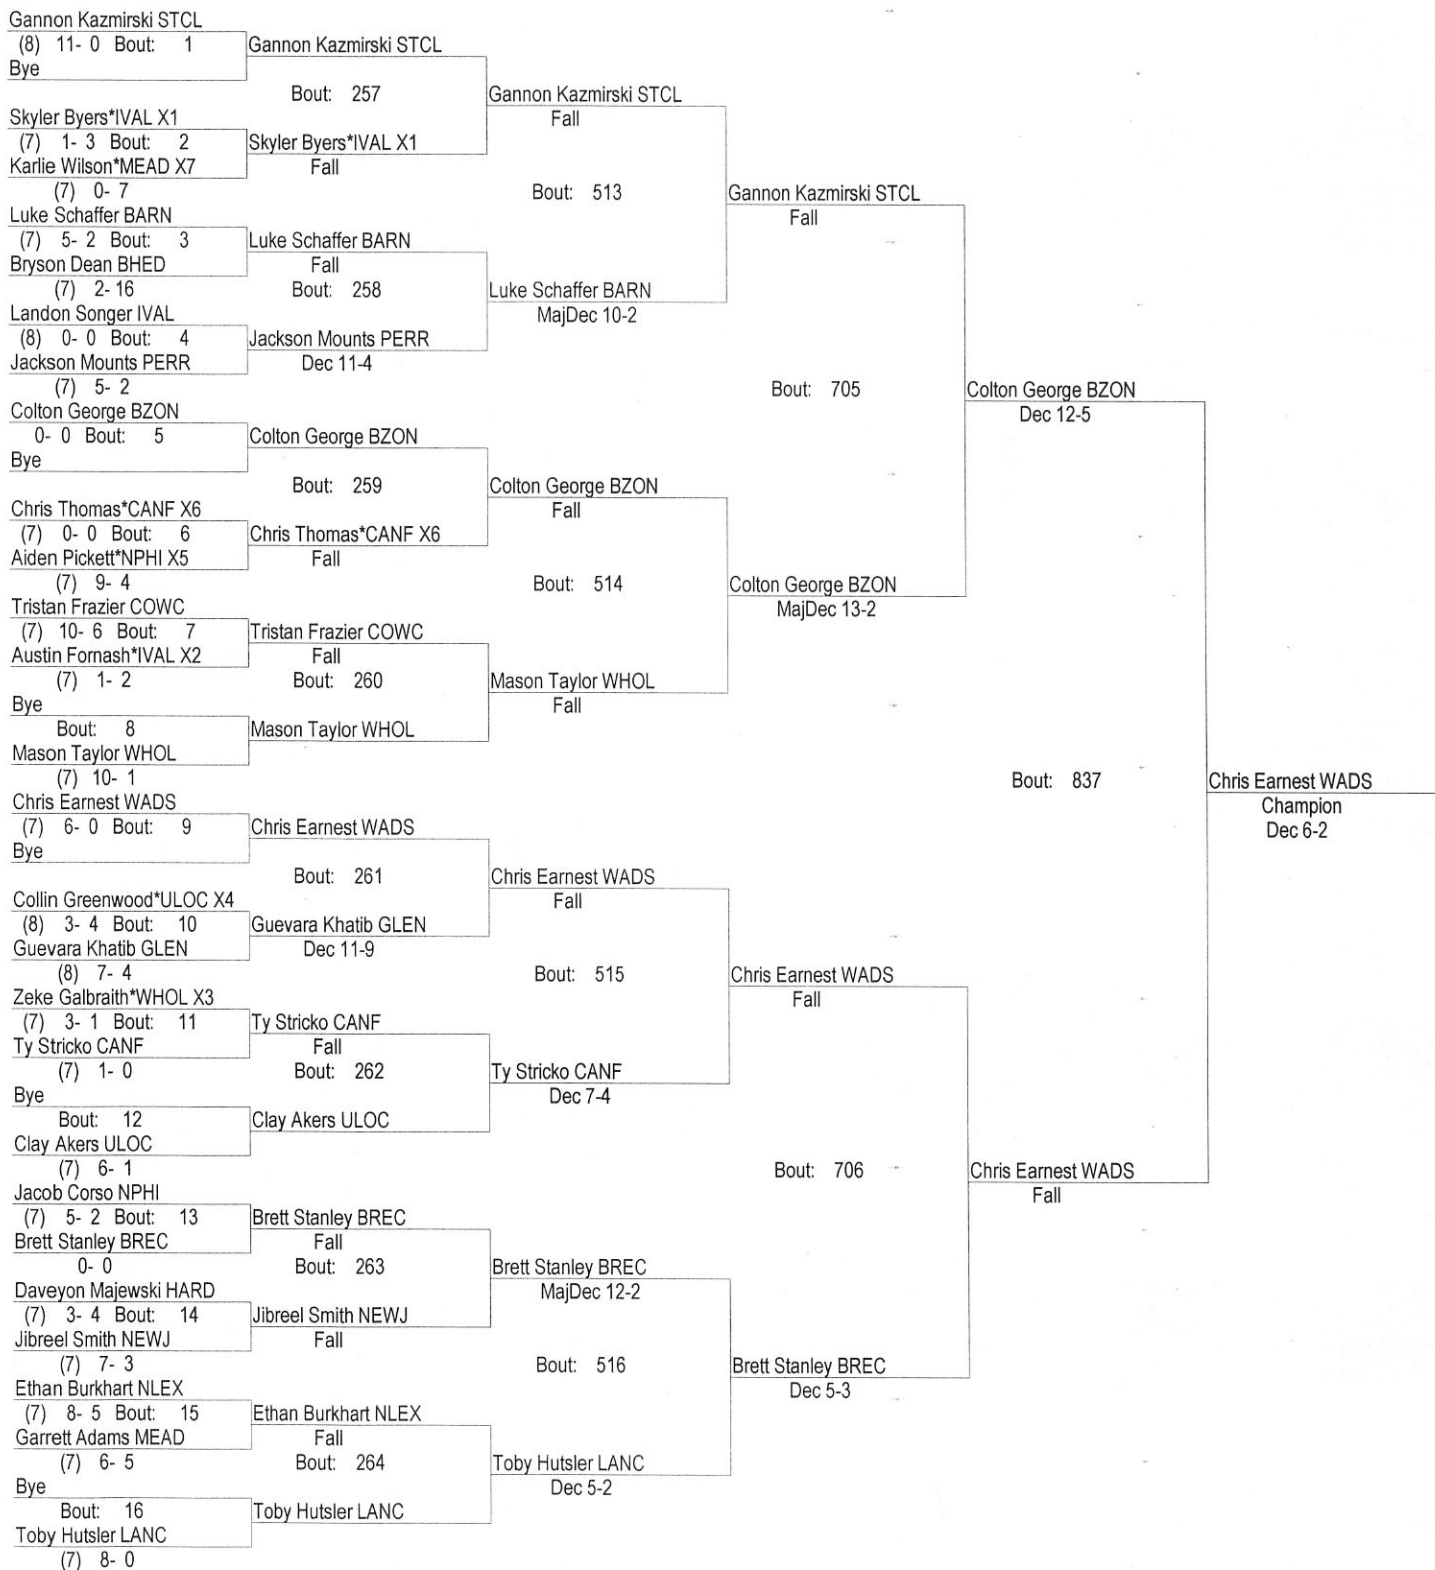 Gannon Kazmirski STCL
(8) 11- 0 Bout: 1
Bye
Skyler Byers*IVAL X1
(7) 1- 3 Bout: 2
Karlie Wilson*MEAD X7
(7) 0- 7
Luke Schaffer BARN
(7) 5- 2 Bout: 3
Bryson Dean BHED
(7) 2-16
Landon Songer IVAL
(8) 0- 0 Bout: 4
Jackson Mounts PERR
(7) 5- 2
Colton George BZON
0- 0 Bout: 5
Bye
Chris Thomas*CANF X6
(7) 0- 0 Bout: 6
Aiden Pickett*NPHI X5
(7) 9- 4
Tristan Frazier COWC
(7) 10- 6 Bout: 7
Austin Fornash*IVAL X2
(7) 1- 2
Bye
Bout: 8
Mason Taylor WHOL
(7) 10- 1
Chris Earnest WADS
(7) 6- 0 Bout: 9
Bye
Collin Greenwood*ULOC X4
(8) 3- 4 Bout: 10
Guevara Khatib GLEN
(8) 7- 4
Zeke Galbraith*WHOL X3
(7) 3- 1 Bout: 11
Ty Stricko CANF
(7) 1- 0
Bye
Bout: 12
Clay Akers ULOC
(7) 6- 1
Jacob Corso NPHI
(7) 5- 2 Bout: 13
Brett Stanley BREC
0- 0
Daveyon Majewski HARD
(7) 3- 4 Bout: 14
Jibreel Smith NEWJ
(7) 7- 3
Ethan Burkhart NLEX
(7) 8- 5 Bout: 15
Garrett Adams MEAD
(7) 6- 5
Bye
Bout: 16
Toby Hutsler LANC
(7) 8- 0
Gannon Kazmirski STCL
Bout: 257
Skyler Byers*IVAL X1
Fall
Luke Schaffer BARN
Fall
Bout: 258
Jackson Mounts PERR
Dec 11-4
Colton George BZON
Bout: 259
Chris Thomas*CANF X6
Fall
Tristan Frazier COWC
Fall
Bout: 260
Mason Taylor WHOL
Chris Earnest WADS
Bout: 261
Guevara Khatib GLEN
Dec 11-9
Ty Stricko CANF
Fall
Bout: 262
Clay Akers ULOC
Brett Stanley BREC
Fall
Bout: 263
Jibreel Smith NEWJ
Fall
Ethan Burkhart NLEX
Fall
Bout: 264
Toby Hutsler LANC
Gannon Kazmirski STCL
Fall
Bout: 513
Luke Schaffer BARN
MajDec 10-2
Colton George BZON
Fall
Bout: 514
Mason Taylor WHOL
Fall
Chris Earnest WADS
Fall
Bout: 515
Ty Stricko CANF
Dec 7-4
Brett Stanley BREC
MajDec 12-2
Bout: 516
Toby Hutsler LANC
Dec 5-2
Gannon Kazmirski STCL
Fall
Bout: 705
Colton George BZON
MajDec 13-2
Chris Earnest WADS
Fall
Bout: 706
Brett Stanley BREC
Dec 5-3
Colton George BZON
Dec 12-5
Bout: 837
Chris Earnest WADS
Fall
Chris Earnest WADS
Champion
Dec 6-2